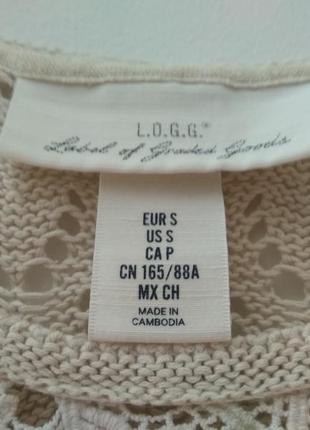 L.O.G.G.®
Label of Graded Goods
EUR S
US S
CA P
CN 165/88A
MX CH
MADE IN
CAMBODIA